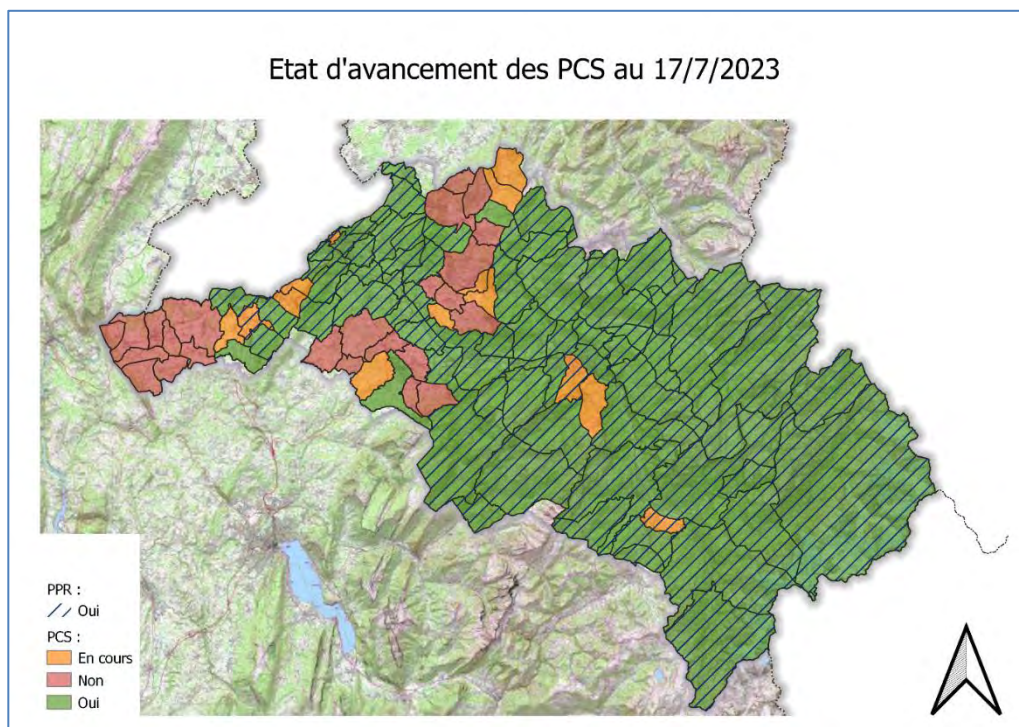 Etat d'avancement des PCS au 17/7/2023
PPR :
Oui
PCS :
En cours
Non
Oui